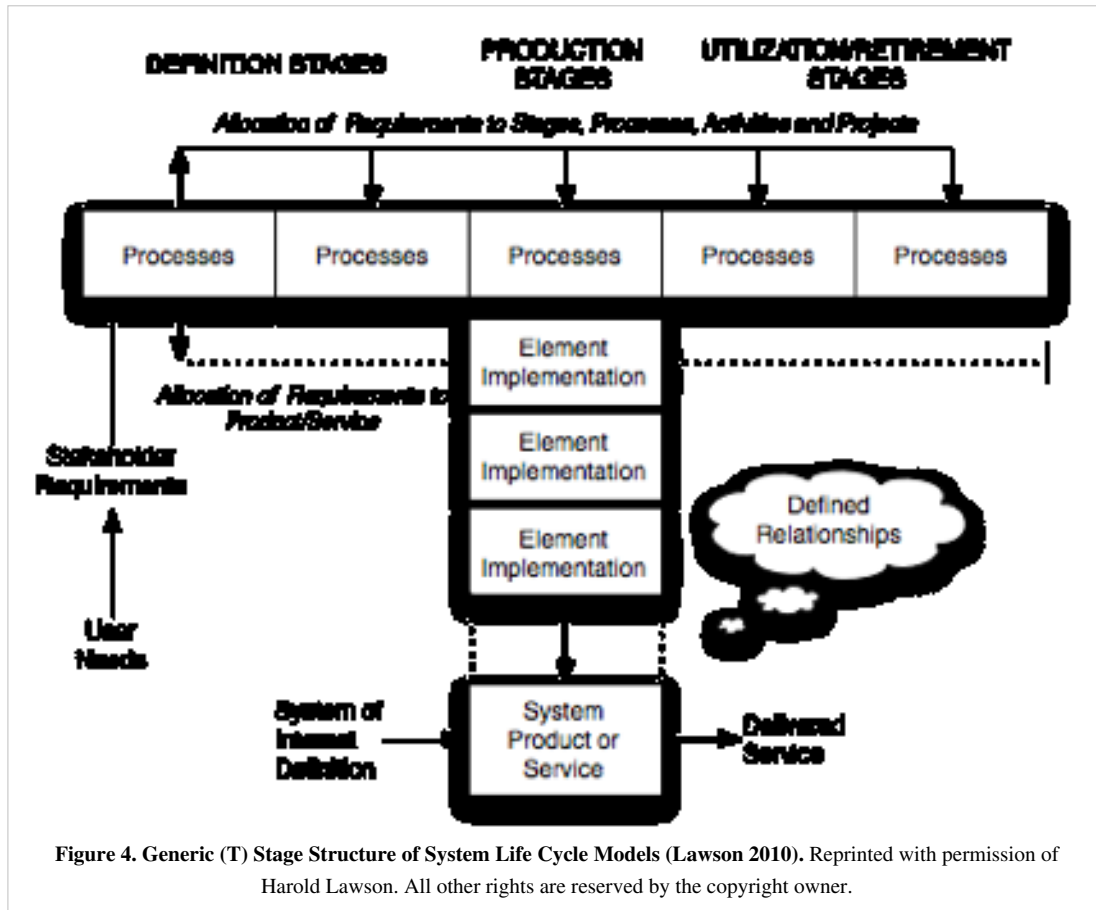 DEFINITION STAGES
PRODUCTION
STAGES
UTILIZATION/RETIREMENT
STAGES
Allocation of Requirements to Stages, Processes, Activities and Projects
Processes
Processes
Processes
Processes
Processes
Element
Implementation
Allocation of Requirements to
Product/Service
Stakeholder
Requirements
Element
Implementation
Defined
Relationships
Element
Implementation
User
Needs
System of
Interest
Definition
System
Product or
Service
Delivered
Service
Figure 4. Generic (T) Stage Structure of System Life Cycle Models (Lawson 2010). Reprinted with permission of
Harold Lawson. All other rights are reserved by the copyright owner.